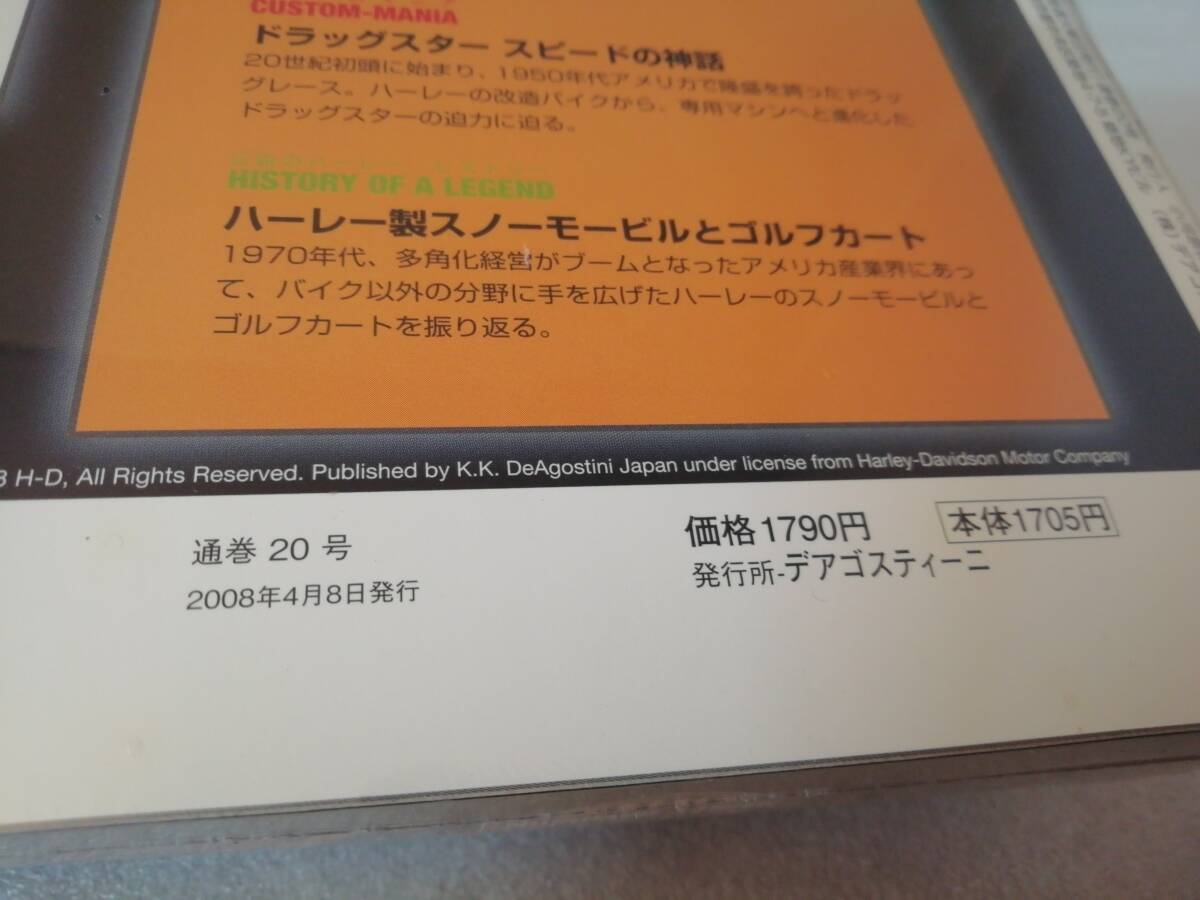 CUSTOM-MANIA
ドラッグスター スピードの神話
20世紀初頭に始まり、1950年代アメリカで隆盛を誇ったドラッ
グレース。ハーレーの改造バイクから、専用マシンへと進化した
ドラッグスターの迫力に迫る。
HISTORY OF A LEGEND
ハーレー製スノーモービルとゴルフカート
1970年代、多角化経営がブームとなったアメリカ産業界にあっ
て、バイク以外の分野に手を広げたハーレーのスノーモービルと
ゴルフカートを振り返る。
8 H-D, All Rights Reserved. Published by K.K. DeAgostini Japan under license from Harley-Davidson Motor Company
通巻 20 号
2008年4月8日発行
価格1790円
本体1705円
発行所-デアゴスティーニ